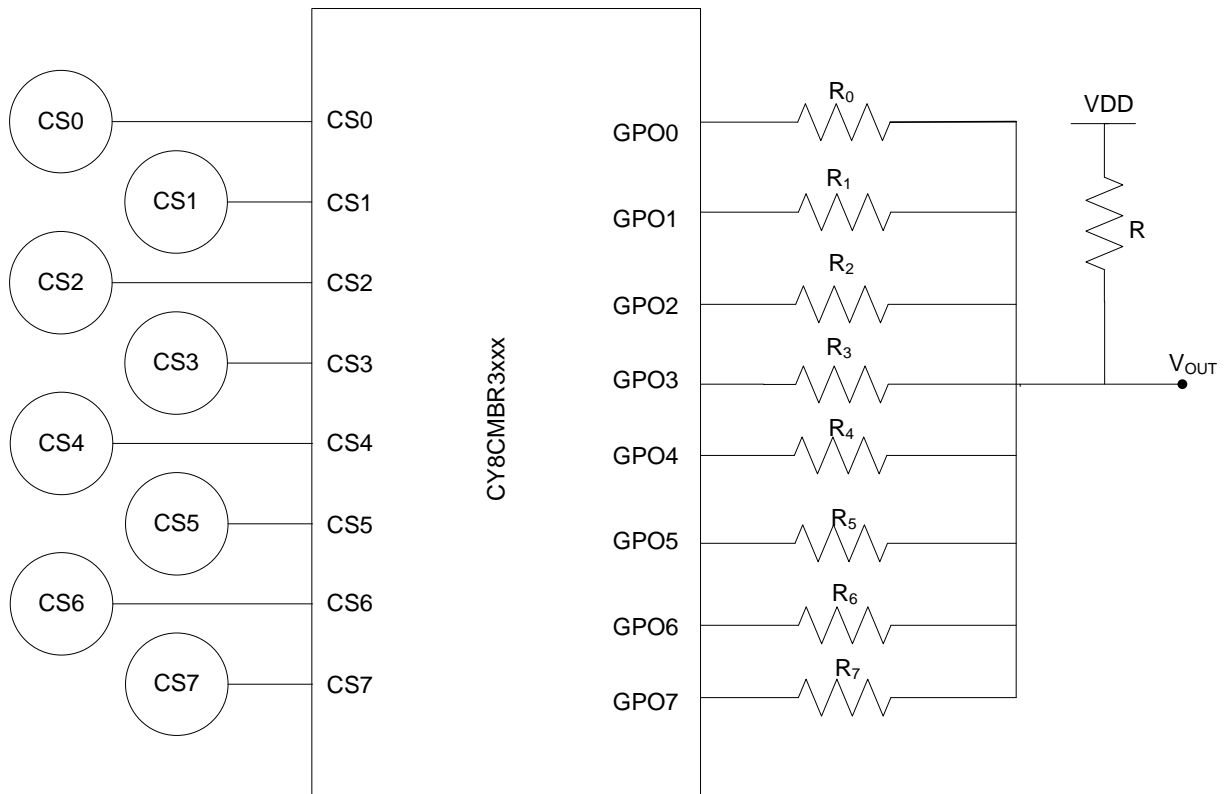 CS0
CS1
CS2
CS3
CS4
CS5
CS6
CS7
CS0
CS1
CS2
CS3
CS4
CS5
CS6
CS7
CY8CMBR3xxx
GPO0
GPO1
GPO2
GPO3
GPO4
GPO5
GPO6
GPO7
R₀
R₁
R₂
R₃
R₄
R₅
R₆
R₇
VDD
R
V_OUT